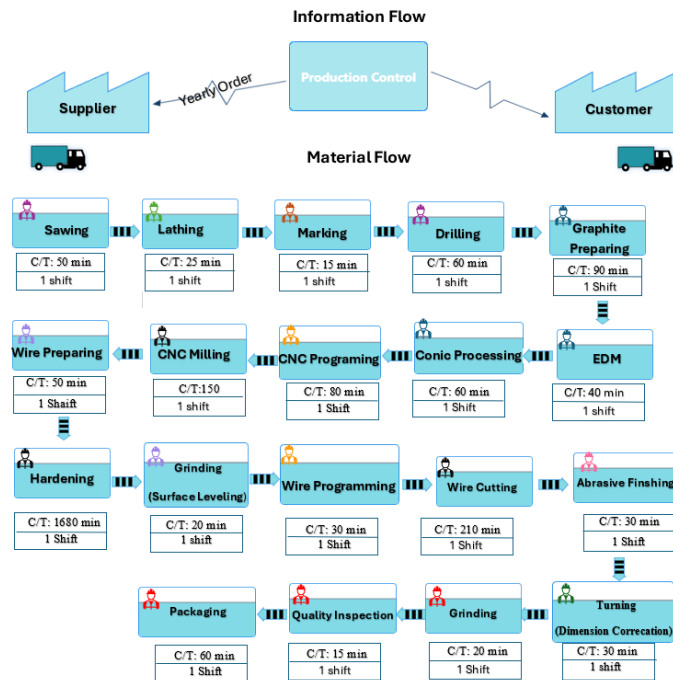 Information Flow
Production Control
Yearly Order
Supplier
Customer
Material Flow
Sawing
Lathing
Marking
Drilling
Graphite
Preparing
C/T: 50 min
1 shift
C/T: 25 min
1 shift
C/T: 15 min
1 shift
C/T: 60 min
1 shift
C/T: 90 min
1 Shift
Wire Preparing
CNC Milling
CNC Programing
Conic Processing
EDM
C/T: 50 min
1 Shaift
C/T:150
1 shift
C/T: 80 min
1 Shift
C/T: 60 min
1 Shift
C/T: 40 min
1 shift
Hardening
Grinding
(Surface Leveling)
Wire Programming
Wire Cutting
Abrasive Finshing
C/T: 1680 min
1 Shift
C/T: 20 min
1 shift
C/T: 30 min
1 Shift
C/T: 210 min
1 Shift
C/T: 30 min
1 Shift
Packaging
Quality Inspection
Grinding
Turning
(Dimension Correcation)
C/T: 60 min
1 Shift
C/T: 15 min
1 shift
C/T: 20 min
1 Shift
C/T: 30 min
1 shift